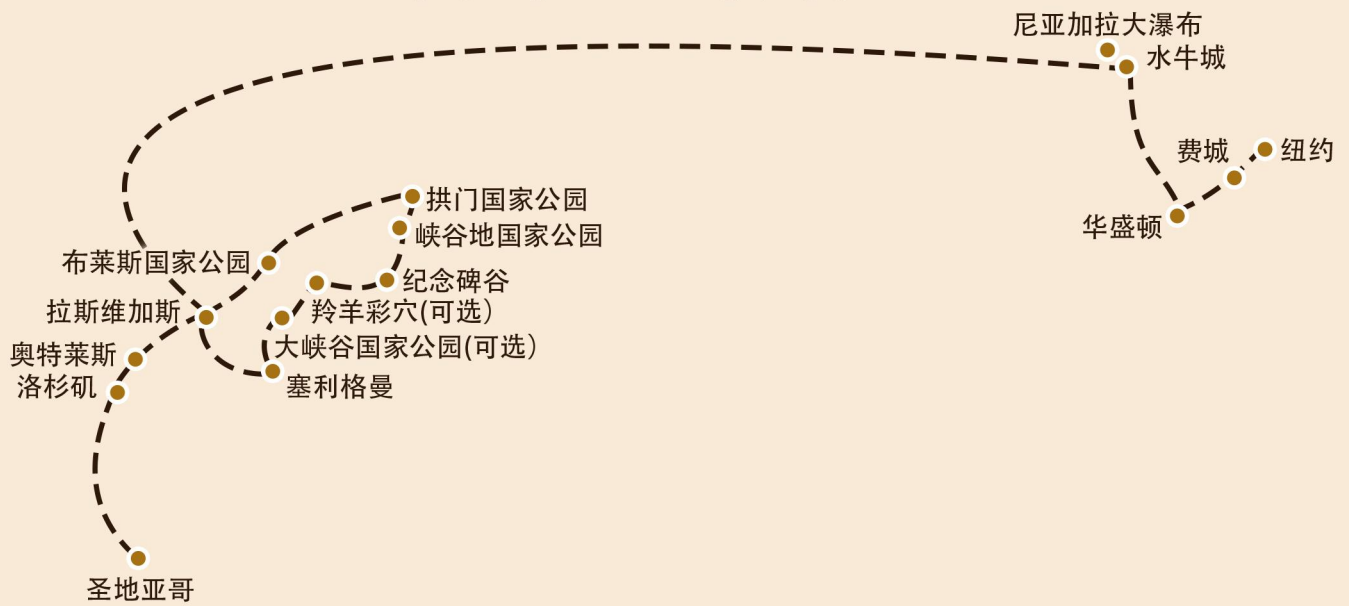 尼亚加拉大瀑布
水牛城
费城
纽约
华盛顿
拱门国家公园
峡谷地国家公园
布莱斯国家公园
纪念碑谷
拉斯维加斯
羚羊彩穴(可选）
大峡谷国家公园(可选）
奥特莱斯
洛杉矶
塞利格曼
圣地亚哥